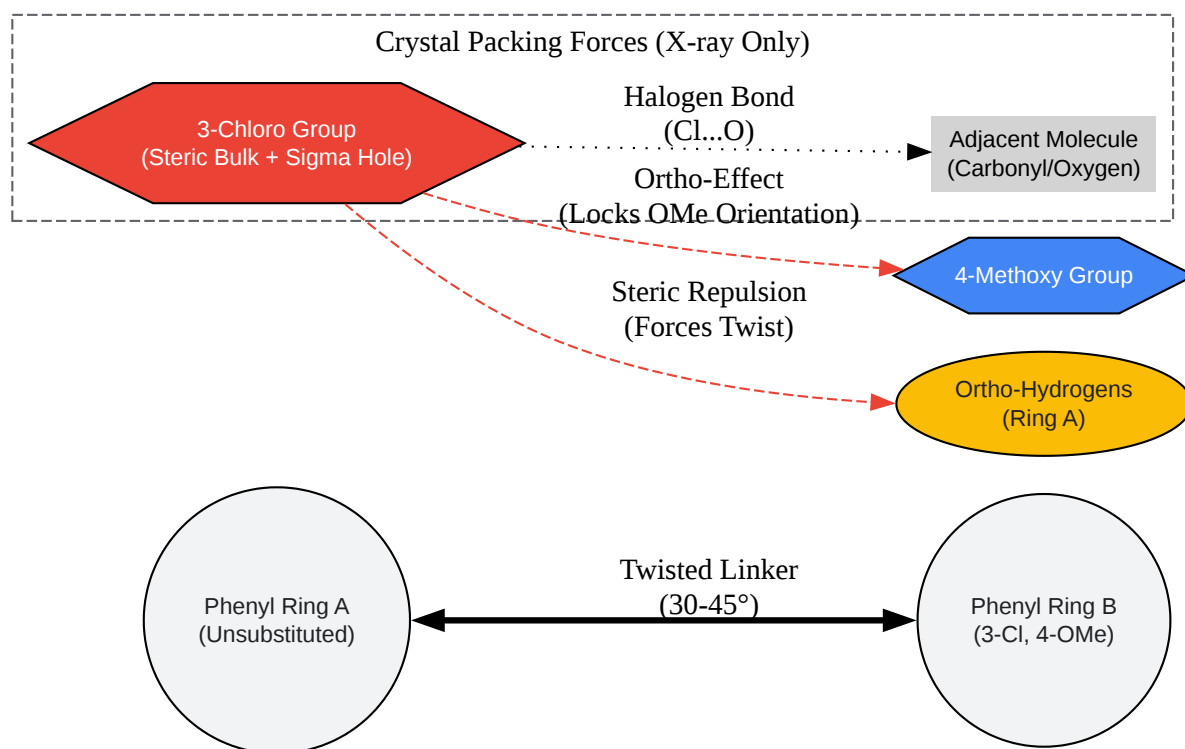 Crystal Packing Forces (X-ray Only)
3-Chloro Group
(Steric Bulk + Sigma Hole)
Halogen Bond
(Cl...O)
Adjacent Molecule
(Carbonyl/Oxygen)
Ortho-Effect
(Locks OMe Orientation)
4-Methoxy Group
Steric Repulsion
(Forces Twist)
Ortho-Hydrogens
(Ring A)
Phenyl Ring A
(Unsubstituted)
Twisted Linker
(30-45°)
Phenyl Ring B
(3-Cl, 4-OMe)